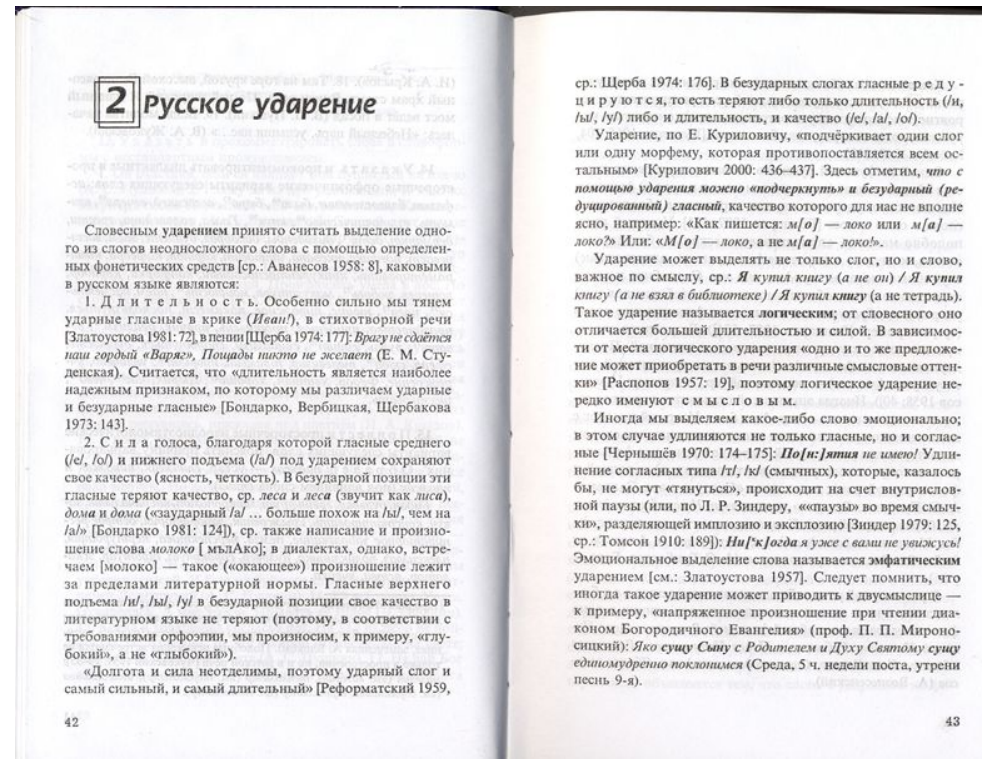 2 Русское ударение
Словесным ударением принято считать выделение одно-
го из слогов неодносложного слова с помощью определен-
ных фонетических средств [ср.: Аванесов 1958: 8], каковыми
в русском языке являются:
1. Длительность. Особенно сильно мы тянем
ударные гласные в крике (Иван!), в стихотворной речи
[Златоустова 1981: 72], в пении [Щерба 1974: 177]: Врагу не сдаётся
наш гордый «Варяг», Пощады никто не желает (Е. М. Сту-
денская). Считается, что «длительность является наиболее
надежным признаком, по которому мы различаем ударные
и безударные гласные» [Бондарко, Вербицкая, Щербакова
1973: 143].
2. Сила голоса, благодаря которой гласные среднего
(/е/, /о/) и нижнего подъема (/а/) под ударением сохраняют
свое качество (ясность, четкость). В безударной позиции эти
гласные теряют качество, ср. леса и леса (звучит как лиса),
дома и дома («заударный /а/ ... больше похож на /ы/, чем на
/а/» [Бондарко 1981: 124]), ср. также написание и произно-
шение слова молоко [ мълАко]; в диалектах, однако, встре-
чаем [молоко] — такое («окающее») произношение лежит
за пределами литературной нормы. Гласные верхнего
подъема /и/, /ы/, /у/ в безударной позиции свое качество в
литературном языке не теряют (поэтому, в соответствии с
требованиями орфоэпии, мы произносим, к примеру, «глу-
бокий», а не «глыбокий»).
«Долгота и сила неотделимы, поэтому ударный слог и
самый сильный, и самый длительный» [Реформатский 1959,
42
ср.: Щерба 1974: 176]. В безударных слогах гласные реду-
цируются, то есть теряют либо только длительность (/и,
/ы/, /у/) либо и длительность, и качество (/е/, /а/, /о/).
Ударение, по Е. Куриловичу, «подчёркивает один слог
или одну морфему, которая противопоставляется всем ос-
тальным» [Курилович 2000: 436–437]. Здесь отметим, что с
помощью ударения можно «подчеркнуть» и безударный (ре-
дуцированный) гласный, качество которого для нас не вполне
ясно, например: «Как пишется: м[о] — локо или м[а] —
локо?» Или: «М[о] — локо, а не м[а] — локо!».
Ударение может выделять не только слог, но и слово,
важное по смыслу, ср.: Я купил книгу (а не он) / Я купил
книгу (а не взял в библиотеке) / Я купил книгу (а не тетрадь).
Такое ударение называется логическим; от словесного оно
отличается большей длительностью и силой. В зависимос-
ти от места логического ударения «одно и то же предложе-
ние может приобретать в речи различные смысловые оттен-
ки» [Распопов 1957: 19], поэтому логическое ударение не-
редко именуют смысловым.
Иногда мы выделяем какое-либо слово эмоционально;
в этом случае удлиняются не только гласные, но и соглас-
ные [Чернышёв 1970: 174–175]: По[н:]ятия не имею! Удли-
нение согласных типа /т/, /к/ (смычных), которые, казалось
бы, не могут «тянуться», происходит на счет внутрислов-
ной паузы (или, по Л. Р. Зиндеру, ««паузы» во время смыч-
ки», разделяющей имплозию и эксплозию [Зиндер 1979: 125,
ср.: Томсон 1910: 189]): Ни[ᵏк]огда я уже с вами не увижусь!
Эмоциональное выделение слова называется эмфатическим
ударением [см.: Златоустова 1957]. Следует помнить, что
иногда такое ударение может приводить к двусмыслице —
к примеру, «напряженное произношение при чтении диа-
коном Богородичного Евангелия» (проф. П. П. Мироно-
сицкий): Яко сущу Сыну с Родителем и Духу Святому сущу
единомудренно поклонимся (Среда, 5 ч. недели поста, утрени
песнь 9-я).
43